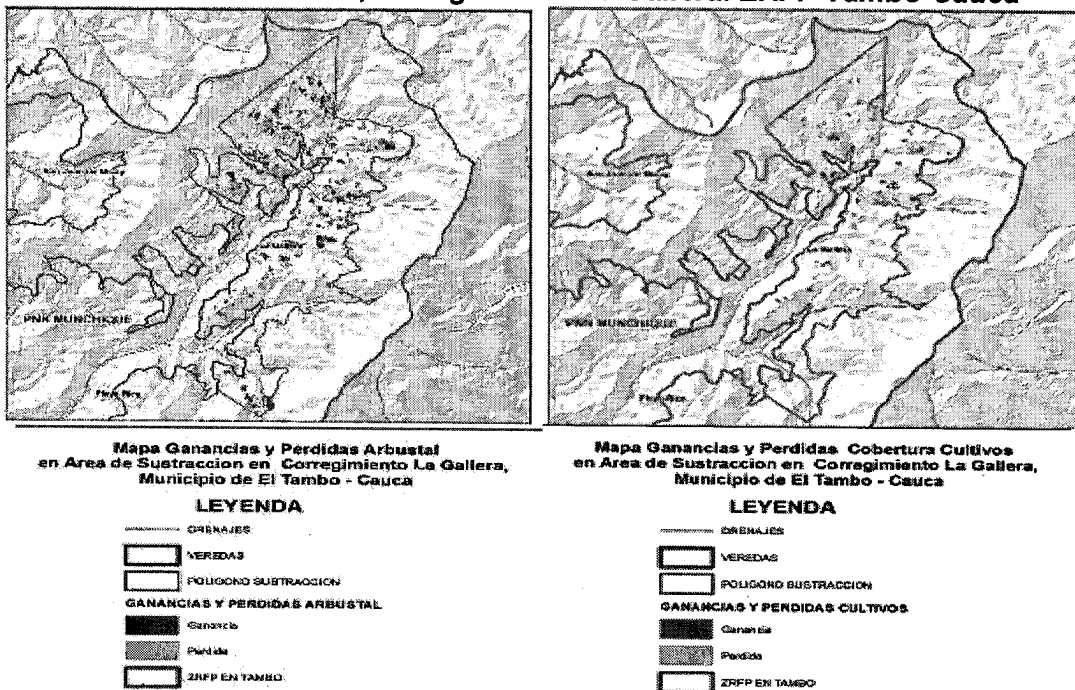 Tambo-Cauca
PNN MUNCHIQUE
PNN MUNCHIQUE
Mapa Ganancias y Perdidas Arbustal
en Area de Sustraccion en Corregimiento La Gallera,
Municipio de El Tambo - Cauca
LEYENDA
DRENAJES
VEREDAS
POLIGONO SUSTRACCION
GANANCIAS Y PERDIDAS ARBUSTAL
Ganancia
Perdida
ZRFP EN TAMBO
Mapa Ganancias y Perdidas Cobertura Cultivos
en Area de Sustraccion en Corregimiento La Gallera,
Municipio de El Tambo - Cauca
LEYENDA
DRENAJES
VEREDAS
POLIGONO SUSTRACCION
GANANCIAS Y PERDIDAS CULTIVOS
Ganancia
Perdida
ZRFP EN TAMBO